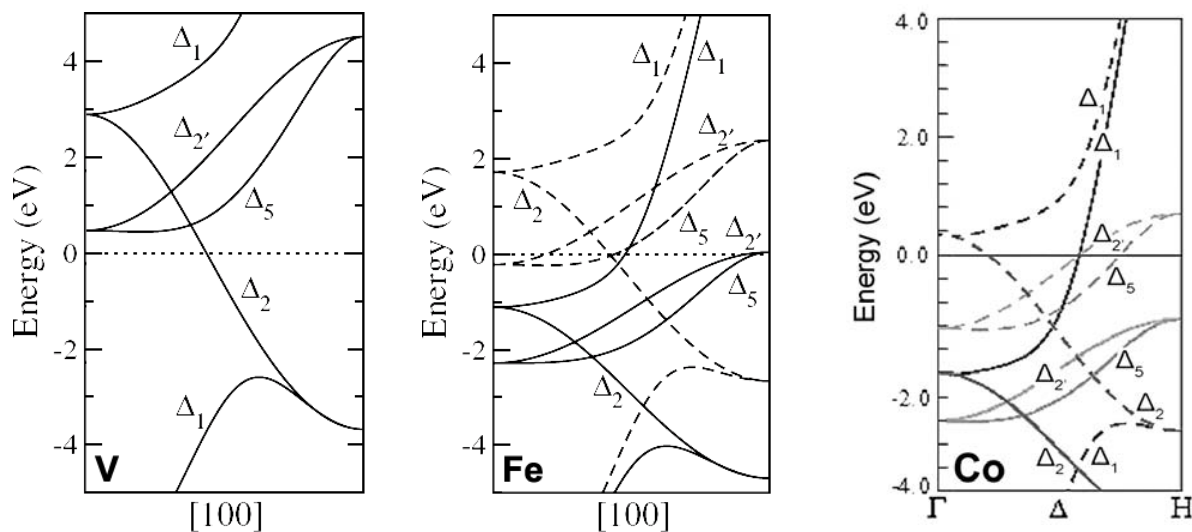 Energy (eV)
4
2
0
-2
-4
Δ1
Δ2'
Δ5
Δ2
Δ1
V
[100]
Energy (eV)
4
2
0
-2
-4
Δ1
Δ1
Δ2'
Δ2
Δ5
Δ2'
Δ5
Δ2
Fe
[100]
Energy (eV)
4.0
2.0
0.0
-2.0
-4.0
Δ1
Δ1
Δ2'
Δ5
Δ2'
Δ5
Δ2
Δ2
Δ1
Co
Γ
Δ
H